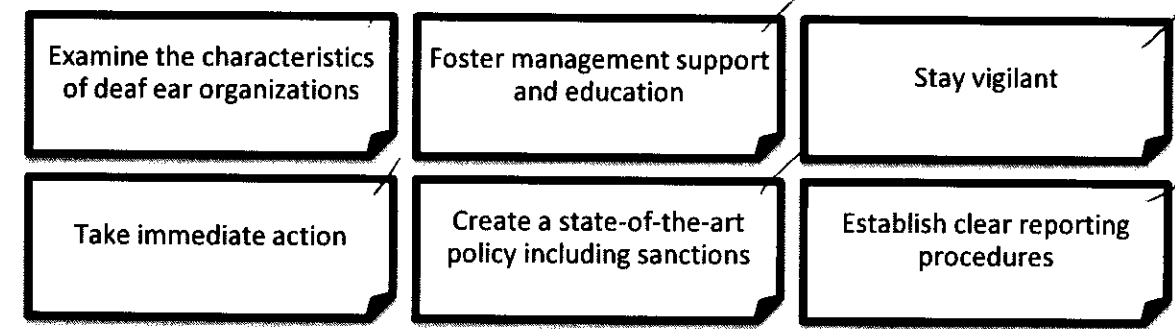 Examine the characteristics
of deaf ear organizations
Foster management support
and education
Stay vigilant
Take immediate action
Create a state-of-the-art
policy including sanctions
Establish clear reporting
procedures